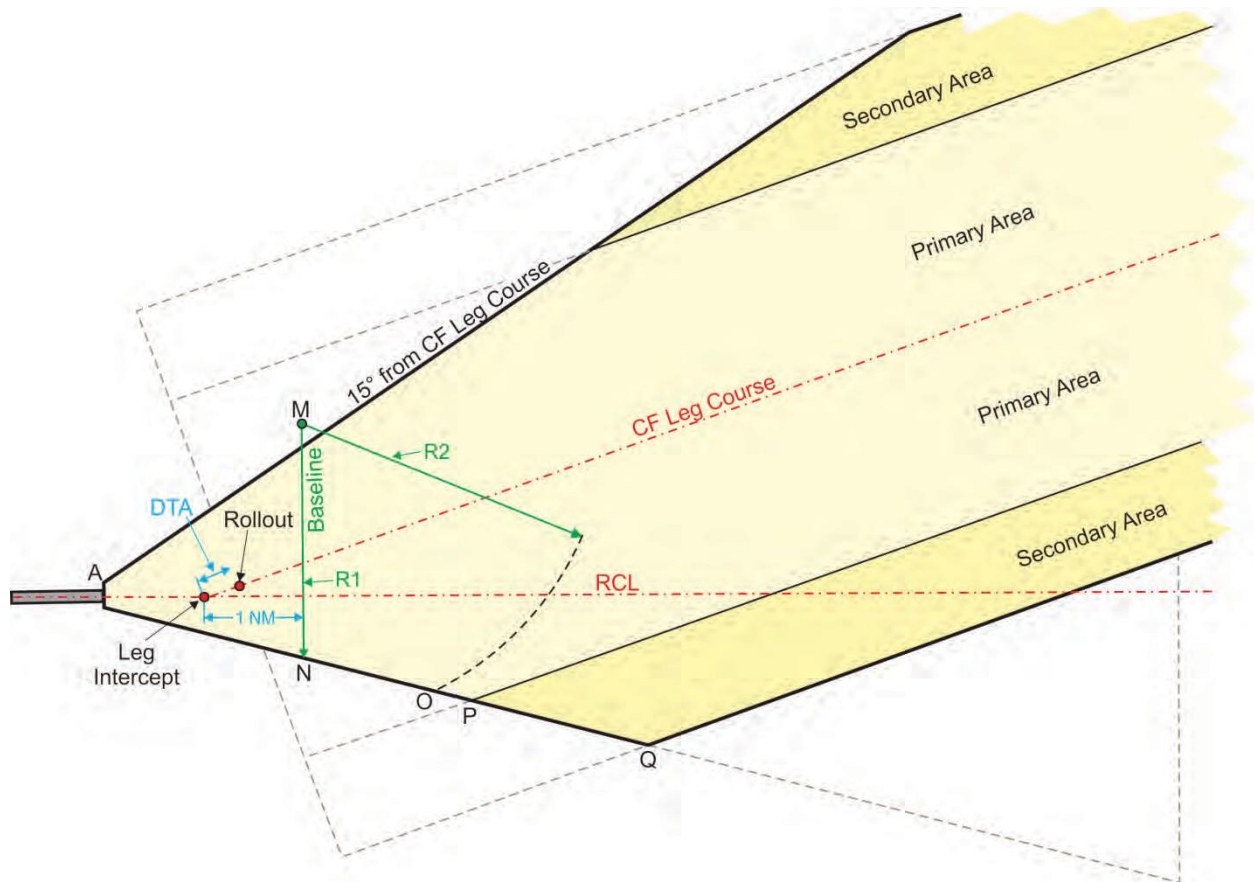 Secondary Area
Primary Area
15° from CF Leg Course
CF Leg Course
Primary Area
M
R2
Baseline
DTA
Rollout
Secondary Area
A
R1
RCL
1 NM
Leg
Intercept
N
O
P
Q